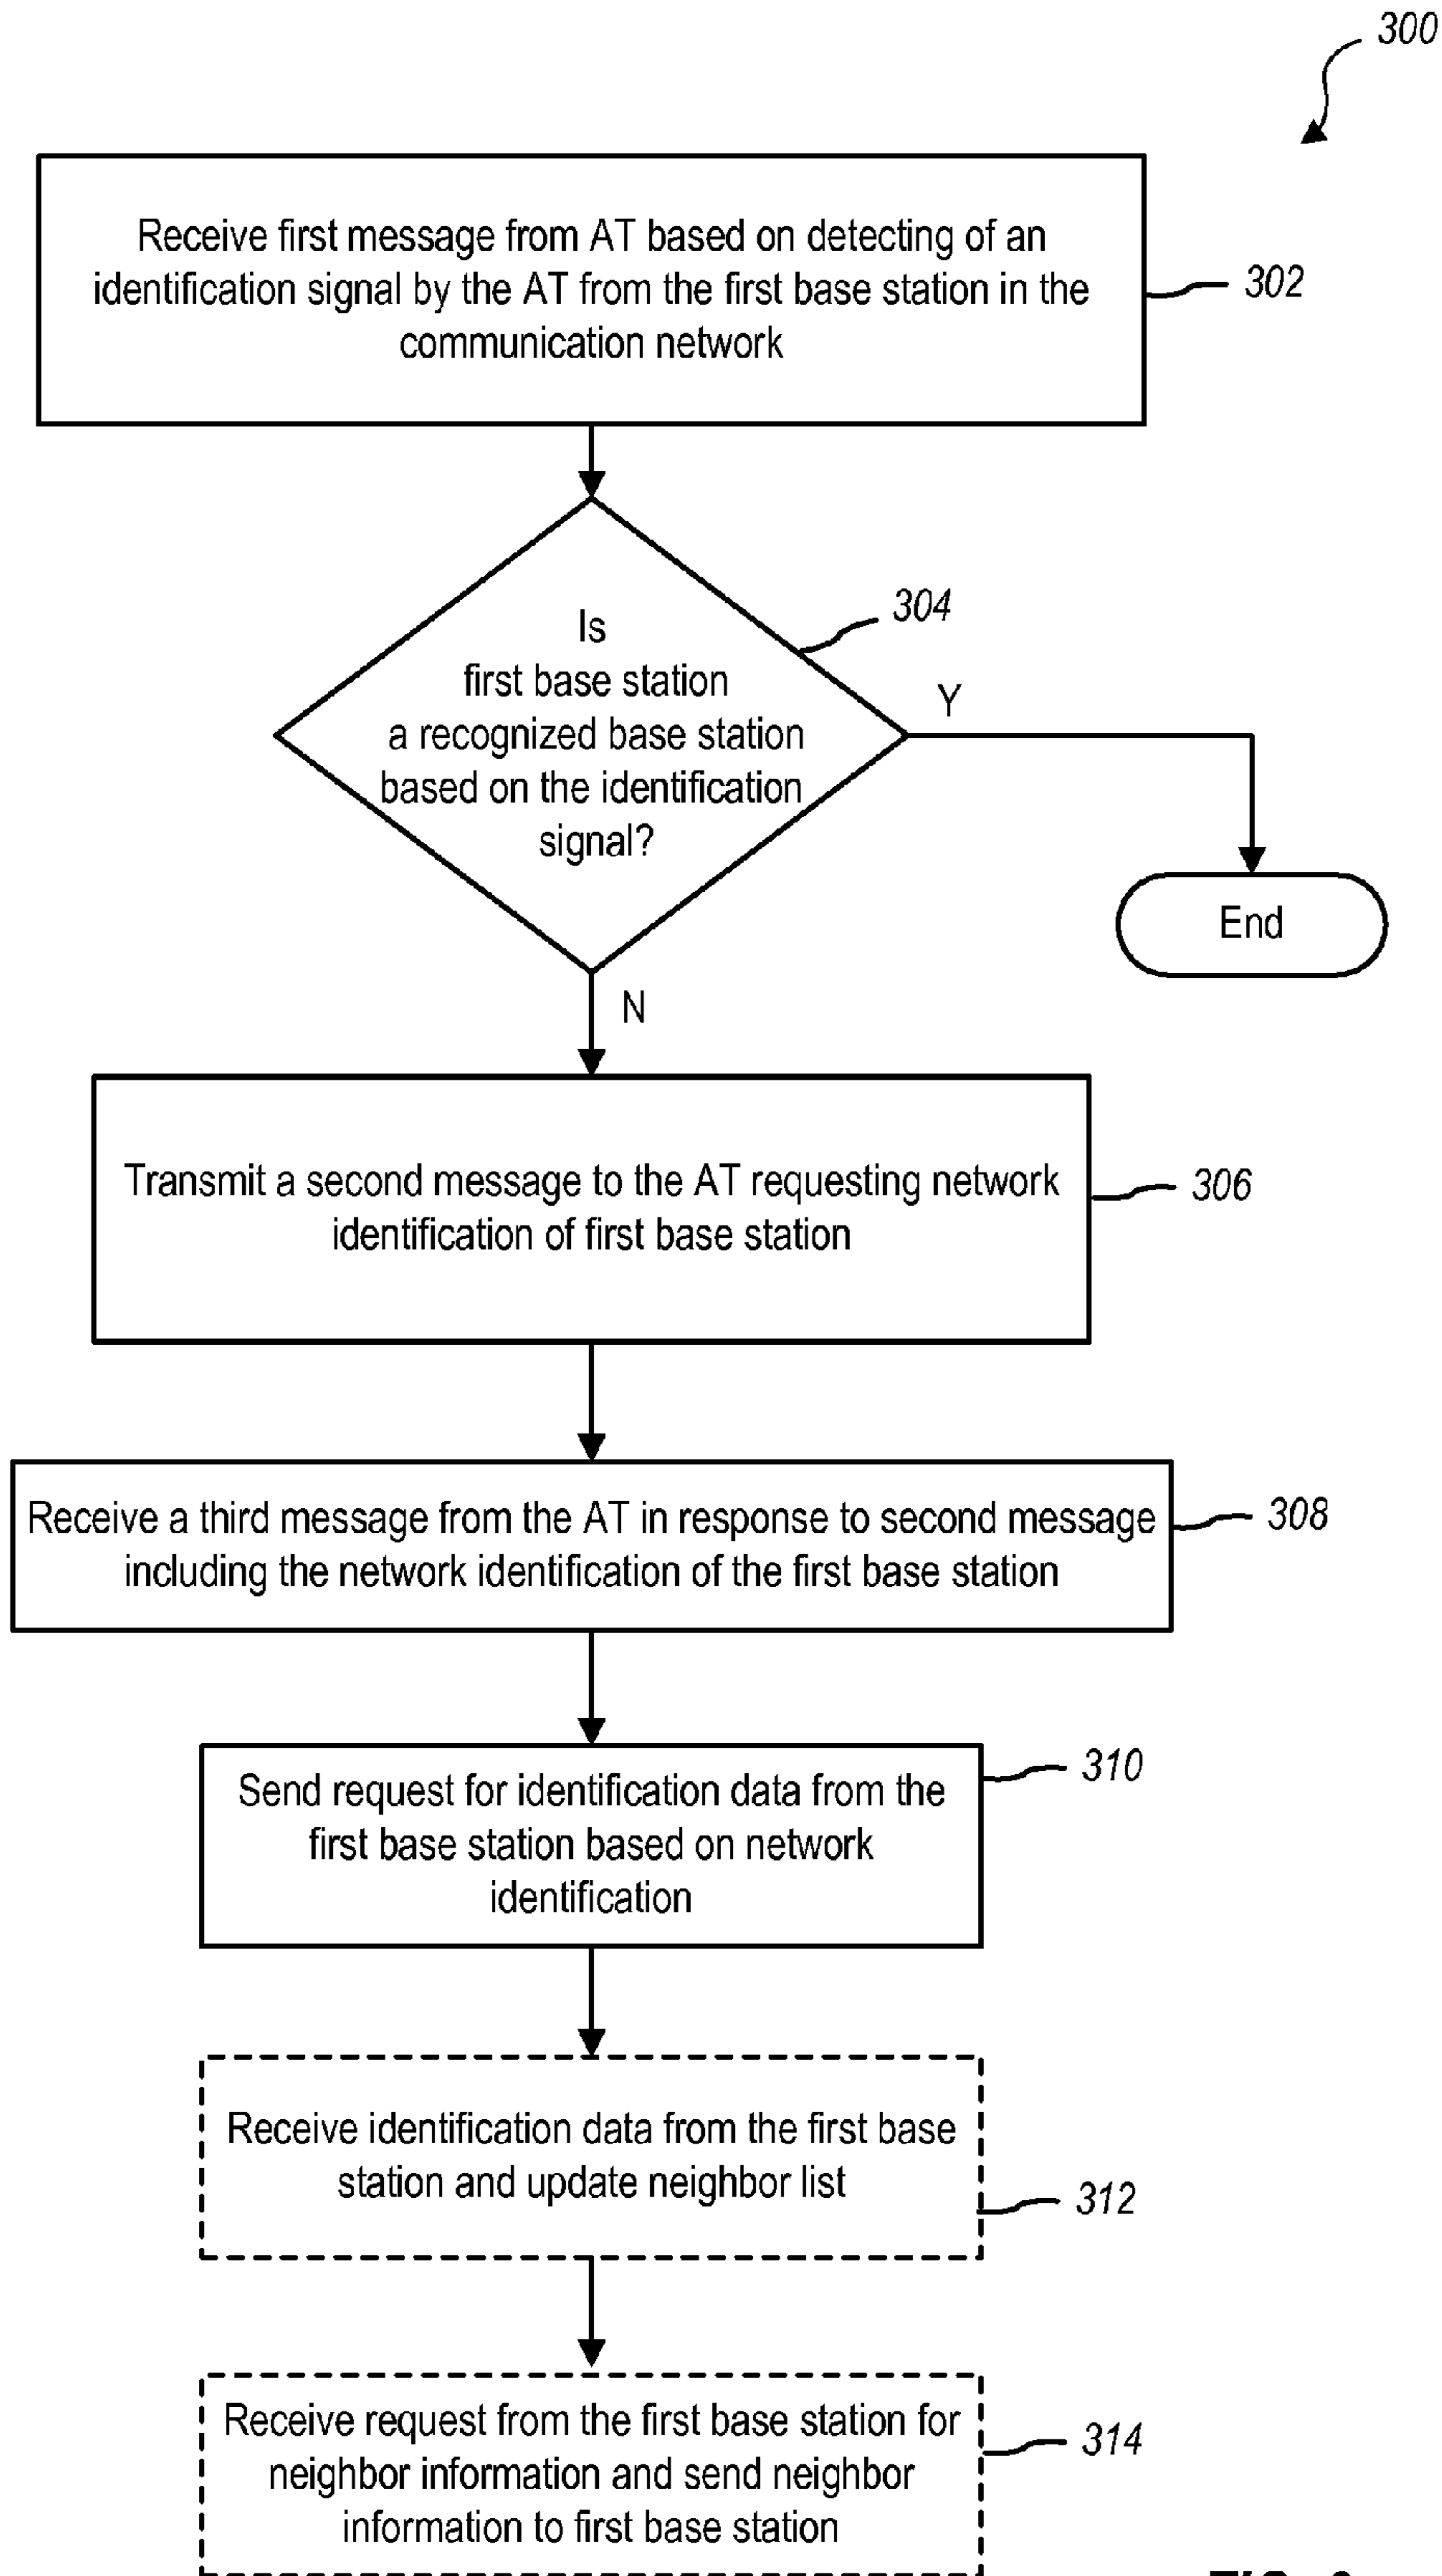 300
Receive first message from AT based on detecting of an
identification signal by the AT from the first base station in the
communication network
302
Is
first base station
a recognized base station
based on the identification
signal?
304
Y
End
N
Transmit a second message to the AT requesting network
identification of first base station
306
Receive a third message from the AT in response to second message
including the network identification of the first base station
308
Send request for identification data from the
first base station based on network
identification
310
Receive identification data from the first base
station and update neighbor list
312
Receive request from the first base station for
neighbor information and send neighbor
information to first base station
314